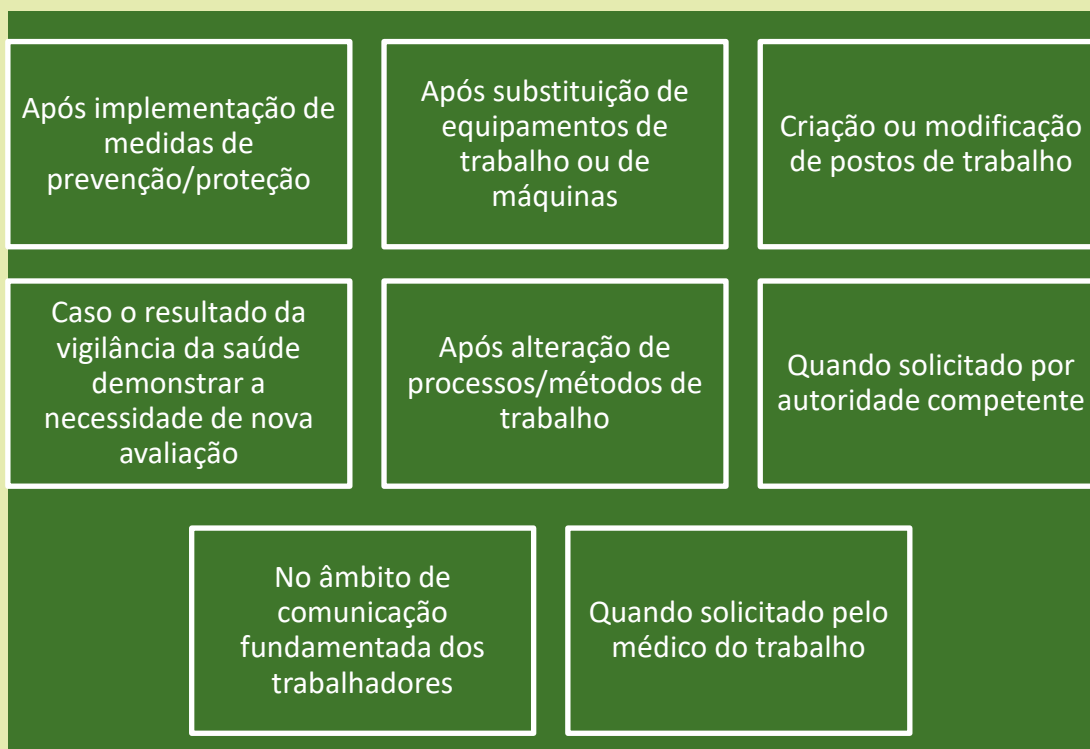 Após implementação de
medidas de
prevenção/proteção
Após substituição de
equipamentos de
trabalho ou de
máquinas
Criação ou modificação
de postos de trabalho
Caso o resultado da
vigilância da saúde
demonstrar a
necessidade de nova
avaliação
Após alteração de
processos/métodos de
trabalho
Quando solicitado por
autoridade competente
No âmbito de
comunicação
fundamentada dos
trabalhadores
Quando solicitado pelo
médico do trabalho